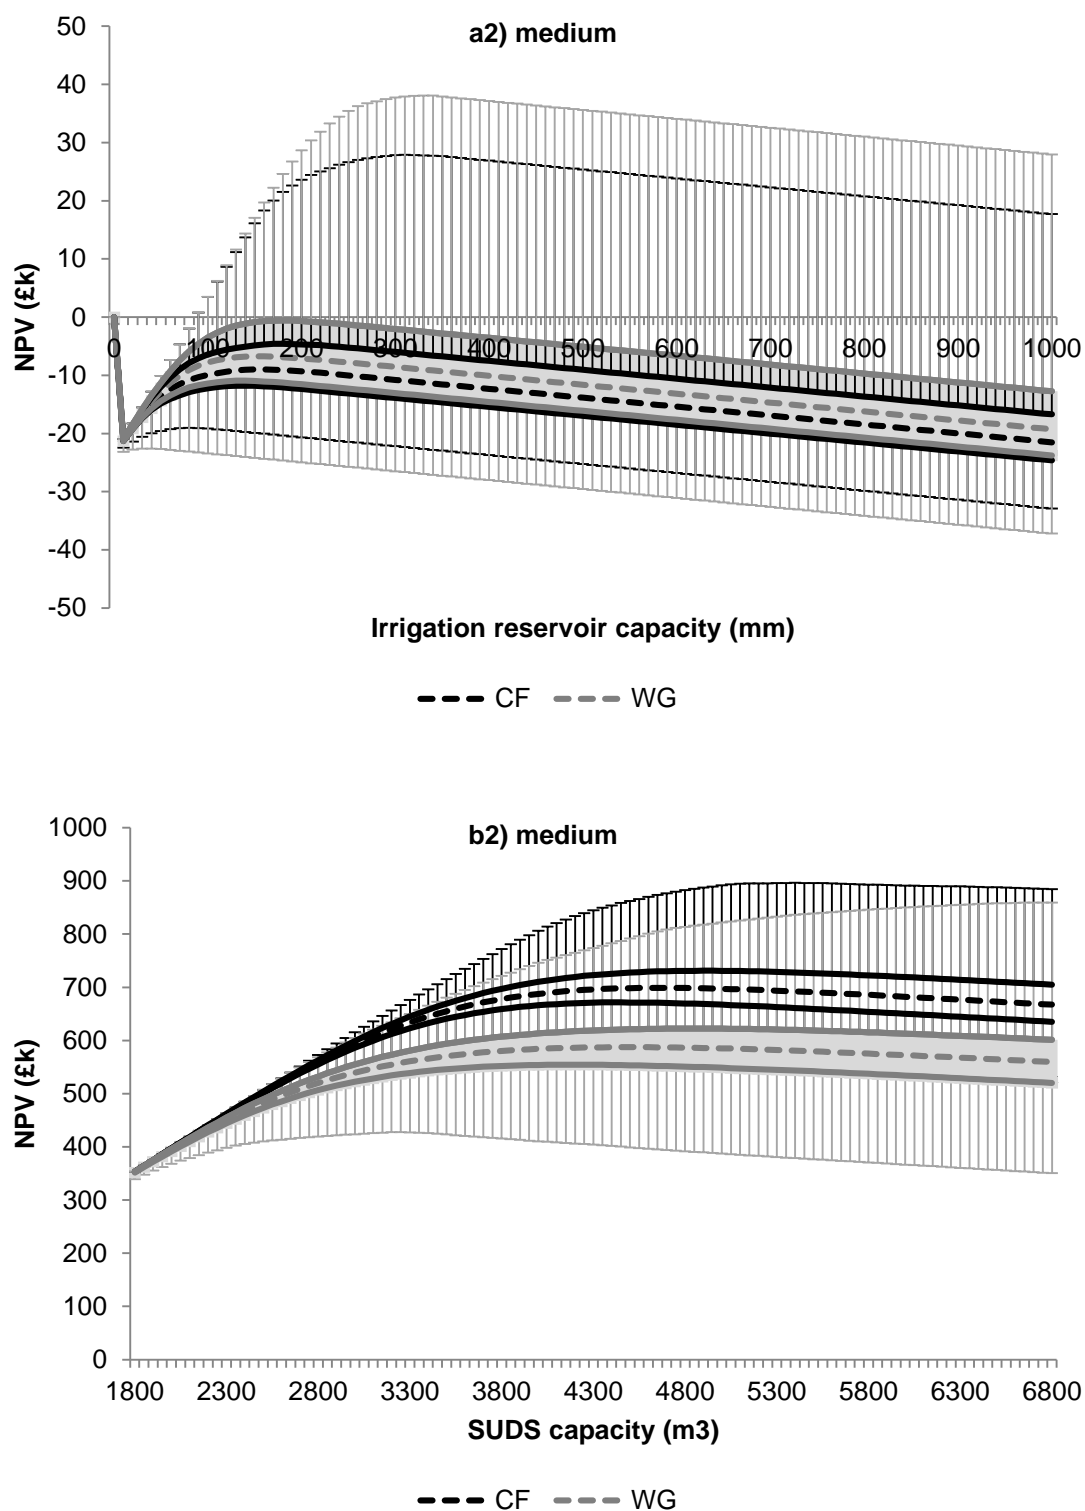 a2) medium
50
40
30
20
10
0
-10
-20
-30
-40
-50
NPV (£k)
0 100 200 300 400 500 600 700 800 900 1000
Irrigation reservoir capacity (mm)
CF WG
b2) medium
1000
900
800
700
600
500
400
300
200
100
0
NPV (£k)
1800 2300 2800 3300 3800 4300 4800 5300 5800 6300 6800
SUDS capacity (m3)
CF WG